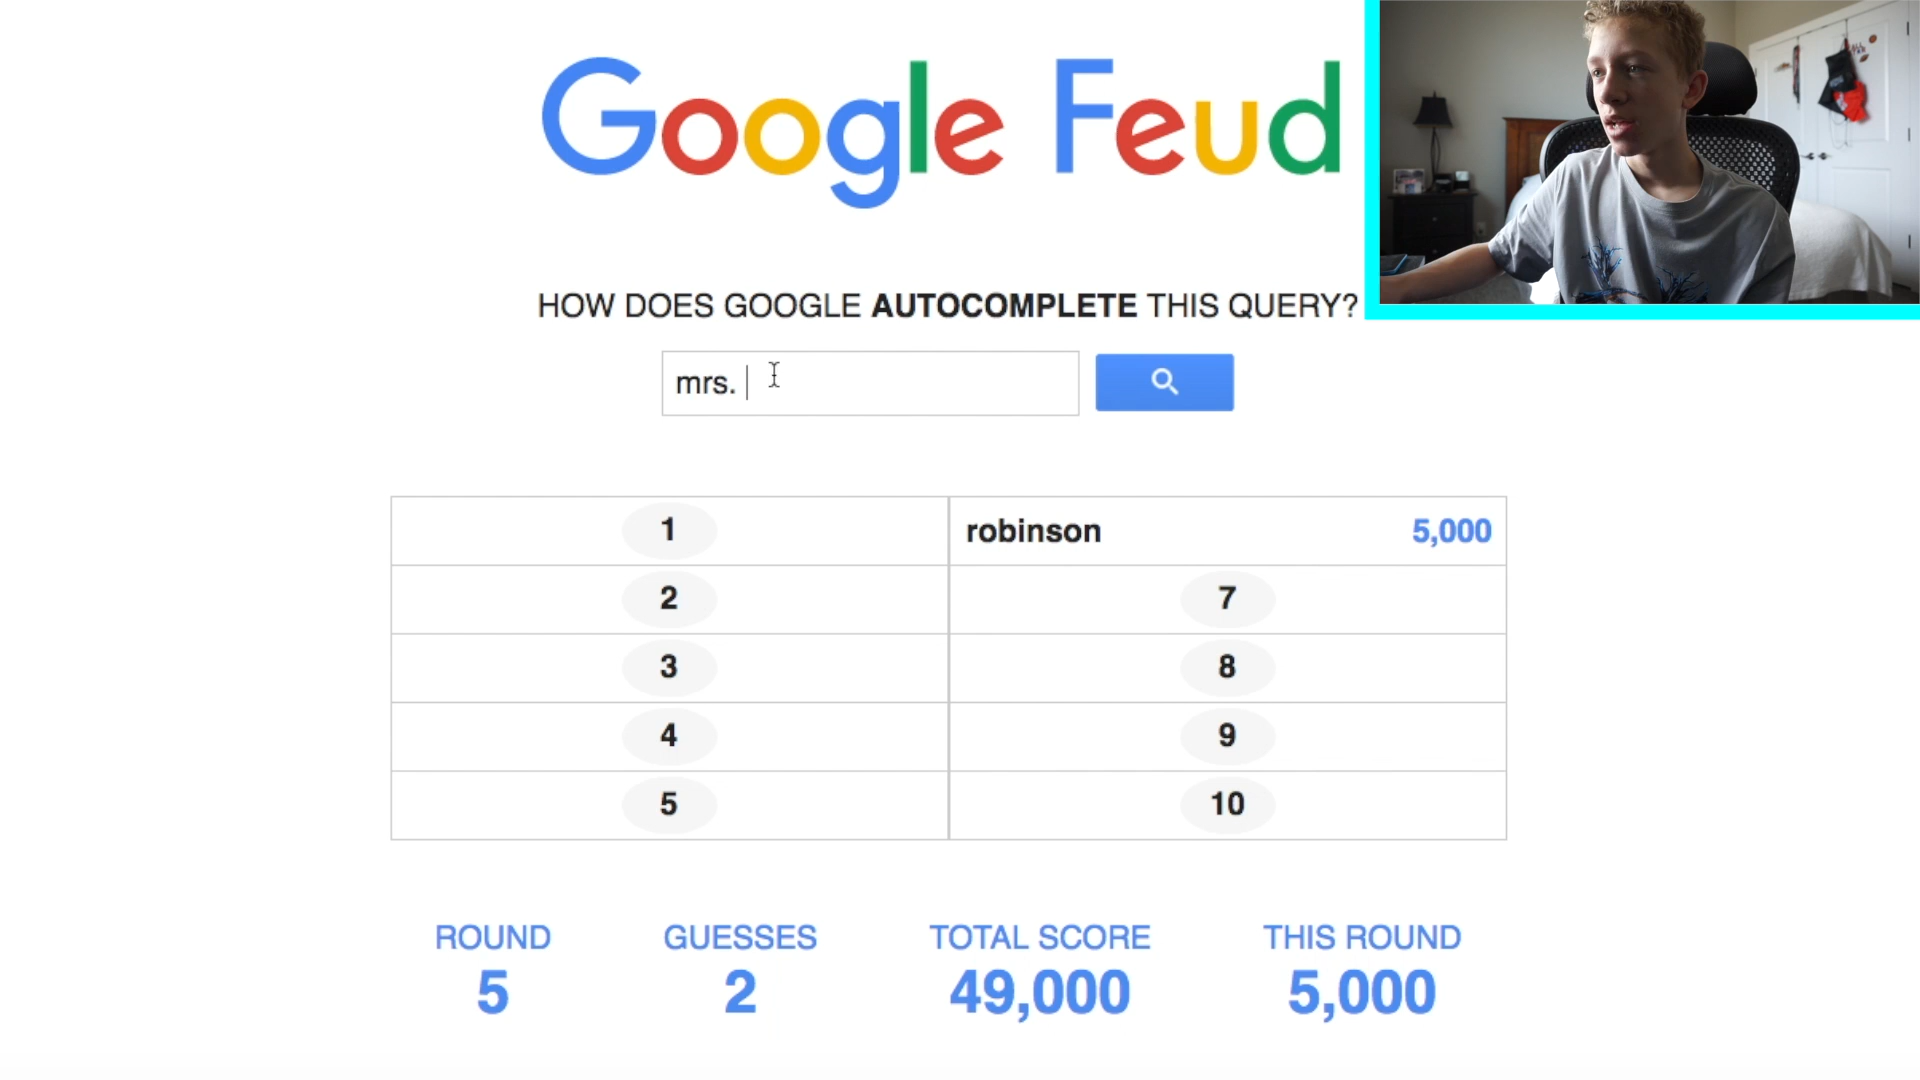 Google Feud
HOW DOES GOOGLE AUTOCOMPLETE THIS QUERY?
mrs.
1
robinson 5,000
2
7
3
8
4
9
5
10
ROUND GUESSES TOTAL SCORE THIS ROUND
5 2 49,000 5,000